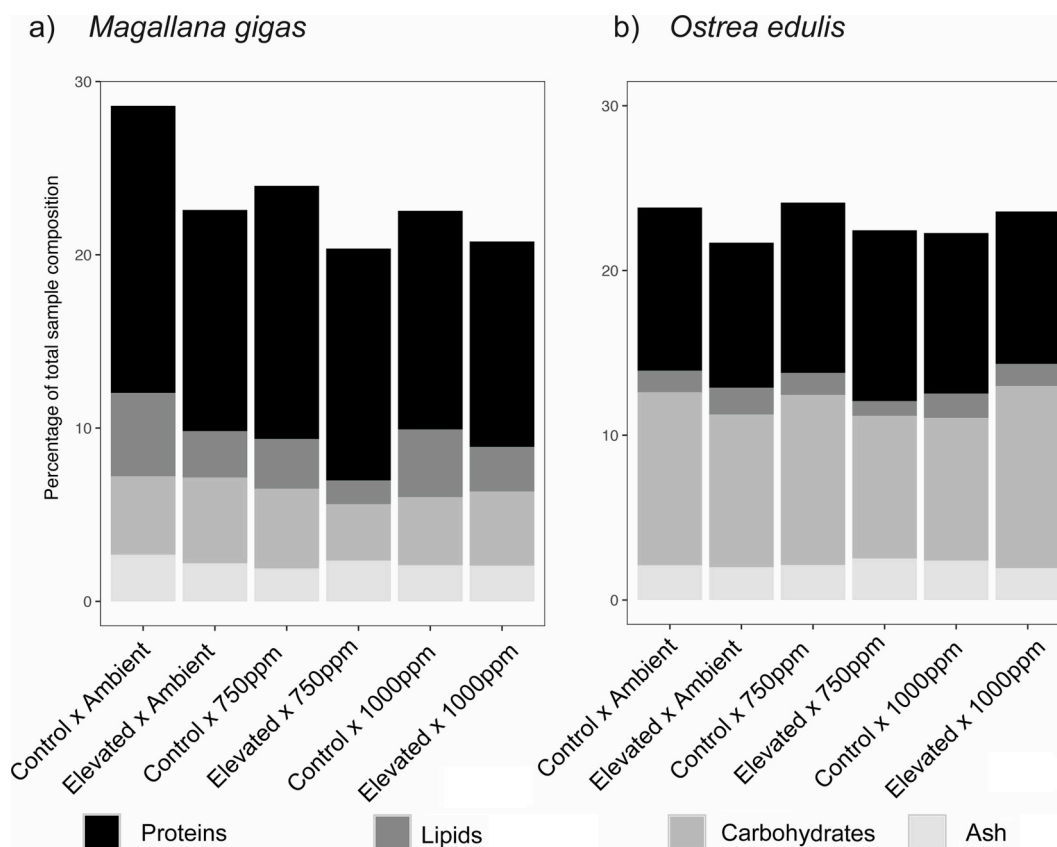 a) Magallana gigas
b) Ostrea edulis
Percentage of total sample composition
30
20
10
0
30
20
10
0
Control x Ambient
Elevated x Ambient
Control x 750ppm
Elevated x 750ppm
Control x 1000ppm
Elevated x 1000ppm
Control x Ambient
Elevated x Ambient
Control x 750ppm
Elevated x 750ppm
Control x 1000ppm
Elevated x 1000ppm
Proteins
Lipids
Carbohydrates
Ash